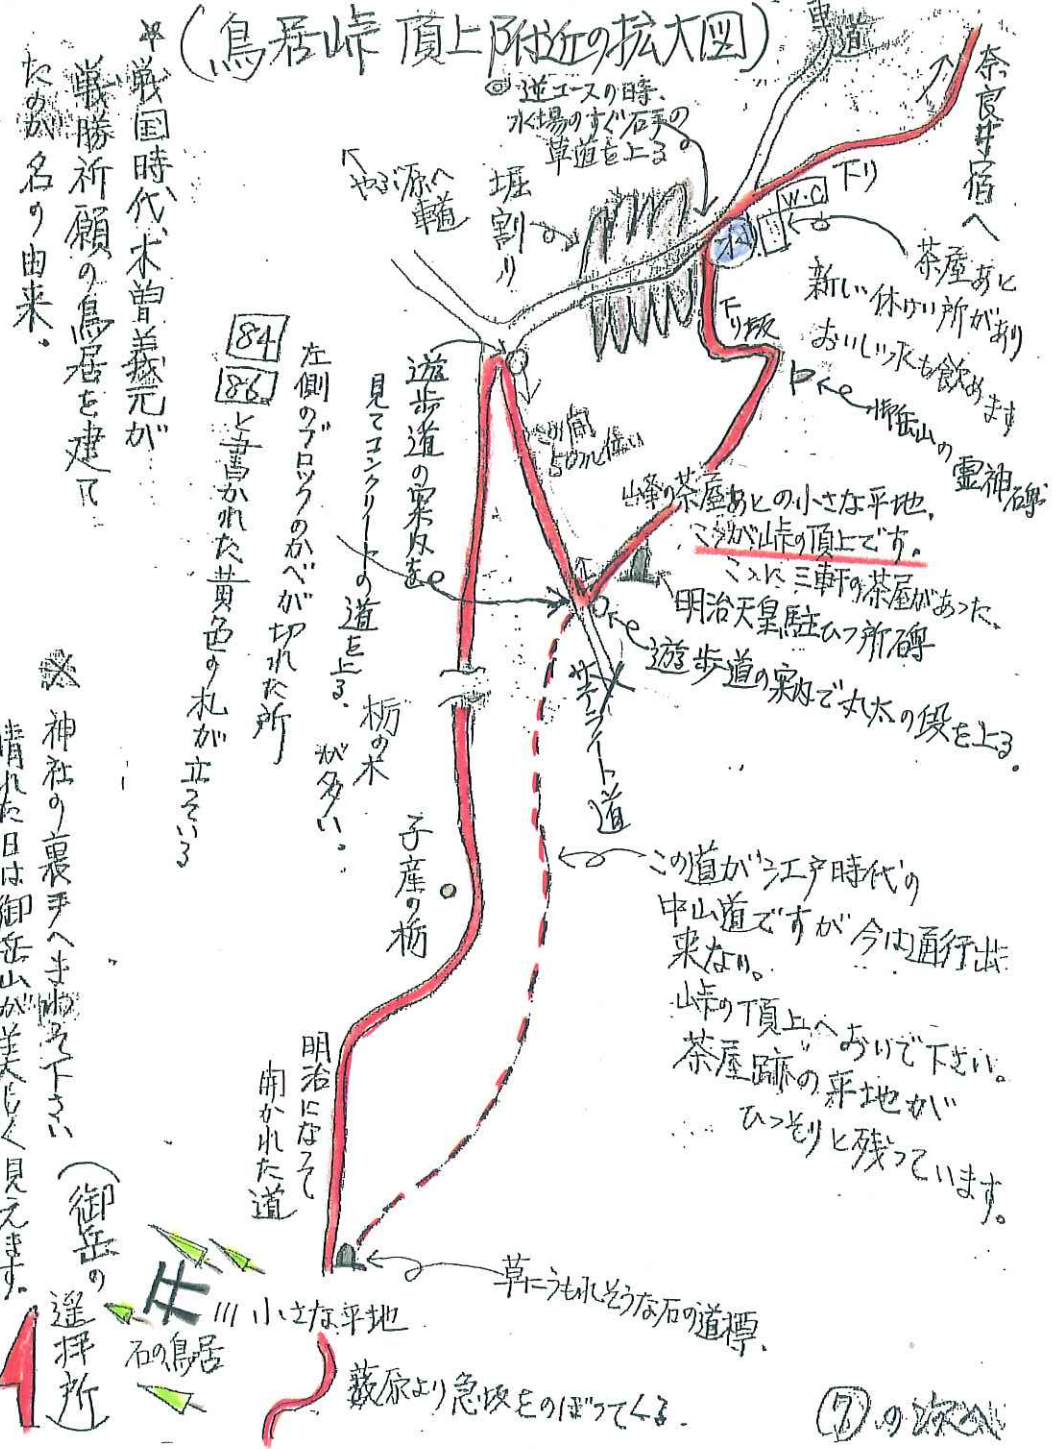 (鳥居峠 頂上附近の拡大図)
車道
奈良井宿へ
◎逆コースの時、
水場のすぐ右手の
草道を上る。
下り
W.C
水
堀割り
やぶ原へ
車道
茶屋あと
新しい休けい所があり
おいしい水も飲めます
下り坂
御岳山の霊神碑
この間
50m位い
山峰の茶屋あとの小さな平地。
ここが峠の頂上です。
ここに三軒の茶屋があった。
明治天皇駐ひつ所碑
遊歩道の案内で丸太の段を上る。
遊歩道の案内を
見てコンクリートの道を上る。
左側のブロックのかべが切れた所
84
86
と書かれた黄色の札が立っている
戦国時代、木曽義元が
戦勝祈願の鳥居を建て
たのが名の由来。
道
栃の木
が多い。
子産の栃
この道が江戸時代の
中山道ですが今は通行出
来ない。
峠の頂上へおいで下さい。
茶屋跡の平地が
ひっそりと残っています。
明治になって
開かれた道
※神社の裏手へまわって下さい
晴れた日は御岳山が美しく見えます。
(御岳の
遥拝所)
石の鳥居
小さな平地
草にうもれそうな石の道標。
藪原より急坂をのぼってくる。
⑦の次へ